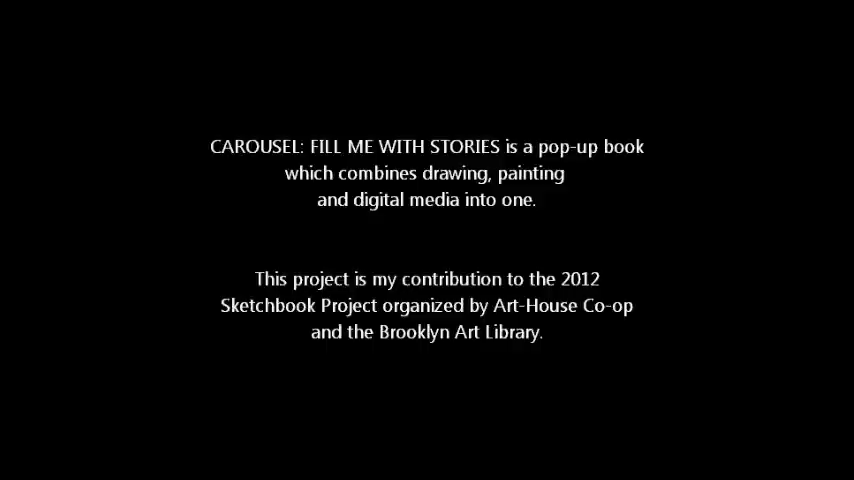 CAROUSEL: FILL ME WITH STORIES is a pop-up book
which combines drawing, painting
and digital media into one.
This project is my contribution to the 2012
Sketchbook Project organized by Art-House Co-op
and the Brooklyn Art Library.